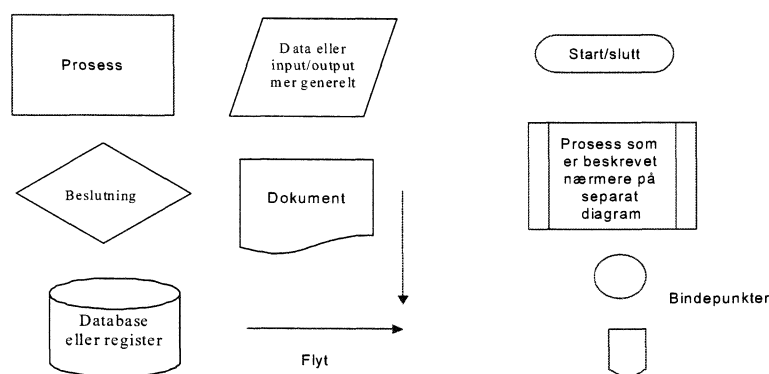 Prosess
Data eller
input/output
mer generelt
Start/slutt
Beslutning
Dokument
Prosess som
er beskrevet
nærmere på
separat
diagram
Database
eller register
Flyt
Bindepunkter